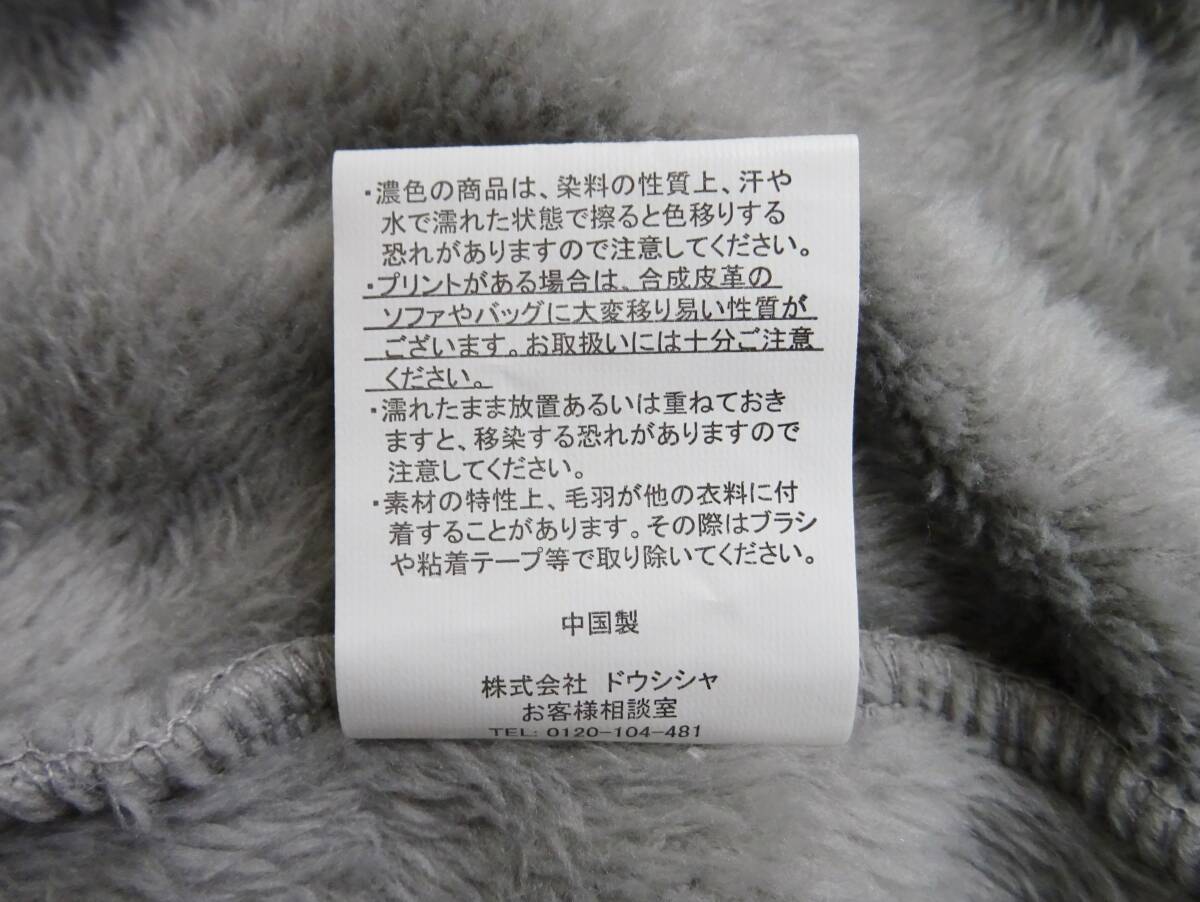 ・濃色の商品は、染料の性質上、汗や
水で濡れた状態で擦ると色移りする
恐れがありますので注意してください。
・プリントがある場合は、合成皮革の
ソファやバッグに大変移り易い性質が
ございます。お取扱いには十分ご注意
ください。
・濡れたまま放置あるいは重ねておき
ますと、移染する恐れがありますので
注意してください。
・素材の特性上、毛羽が他の衣料に付
着することがあります。その際はブラシ
や粘着テープ等で取り除いてください。
中国製
株式会社 ドウシシャ
お客様相談室
TEL: 0120-104-481